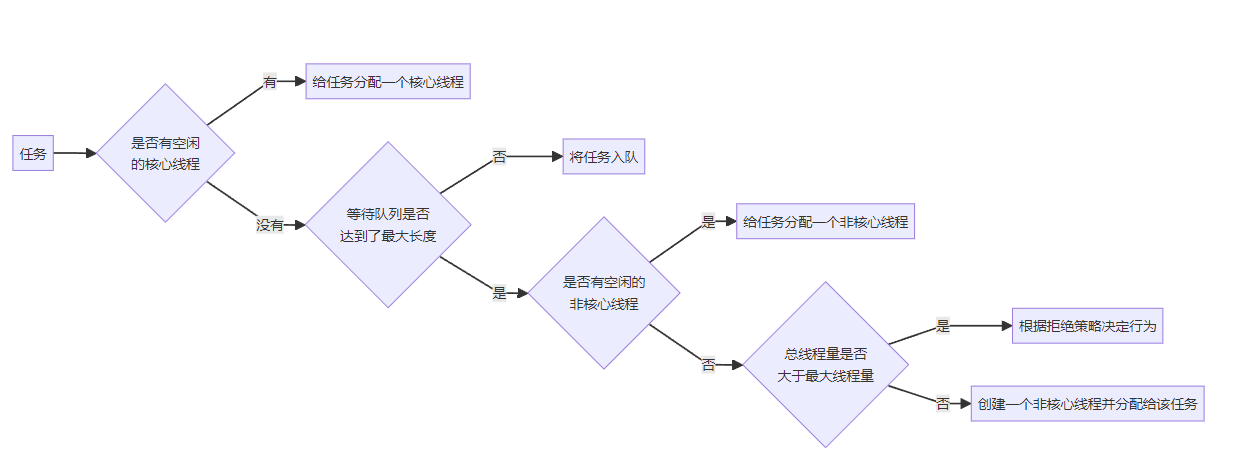 任务
是否有空闲
的核心线程
有
给任务分配一个核心线程
没有
等待队列是否
达到了最大长度
否
将任务入队
是
是否有空闲的
非核心线程
是
给任务分配一个非核心线程
否
总线程量是否
大于最大线程量
是
根据拒绝策略决定行为
否
创建一个非核心线程并分配给该任务